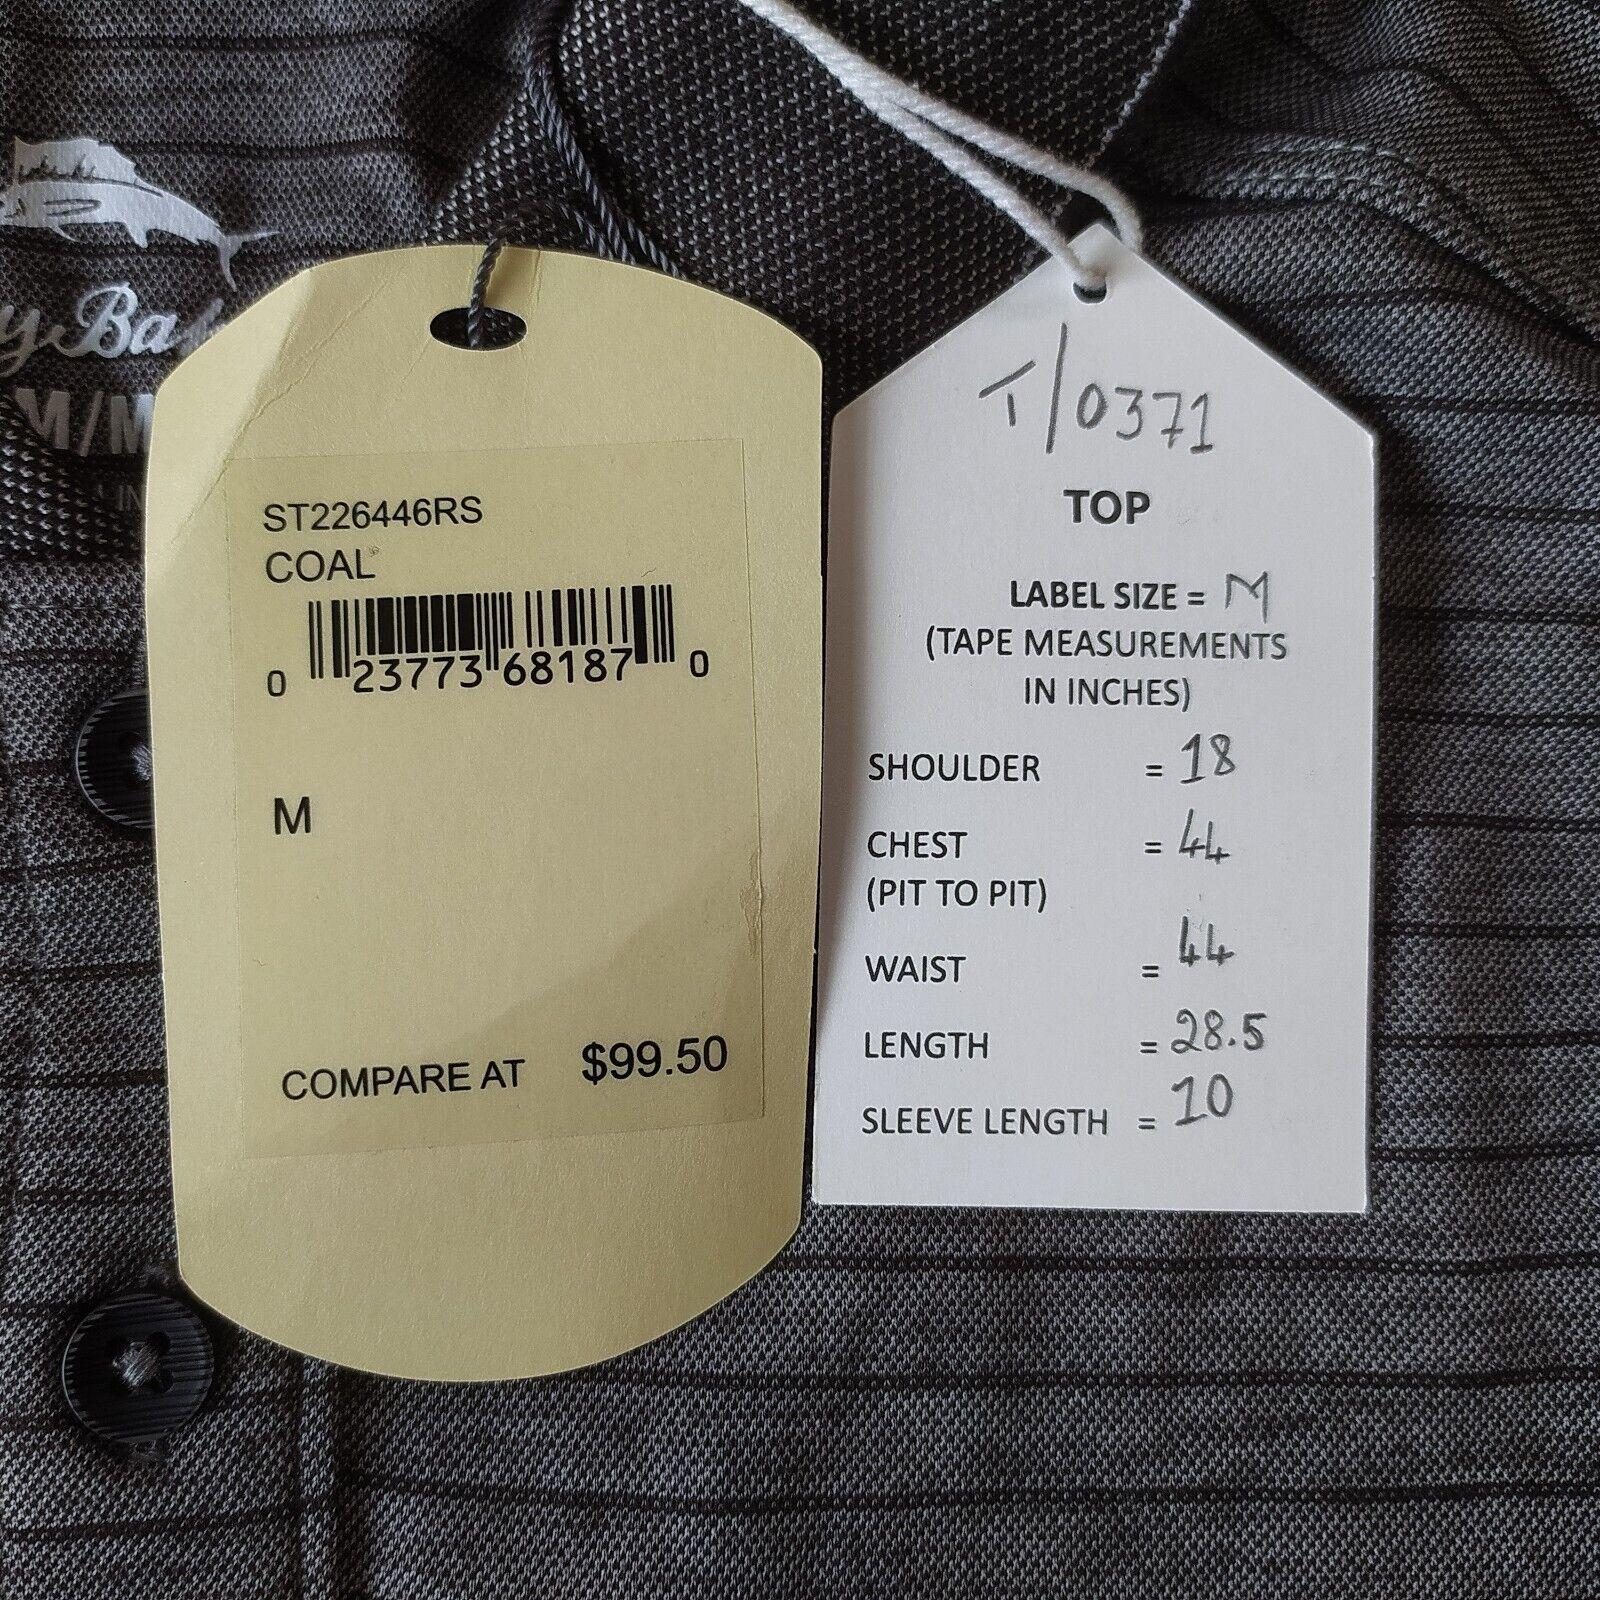 M/M
ST226446RS
COAL
0 23773 68187 0
M
COMPARE AT $99.50
T/0371
TOP
LABEL SIZE = M
(TAPE MEASUREMENTS
IN INCHES)
SHOULDER = 18
CHEST = 44
(PIT TO PIT)
WAIST = 44
LENGTH = 28.5
SLEEVE LENGTH = 10